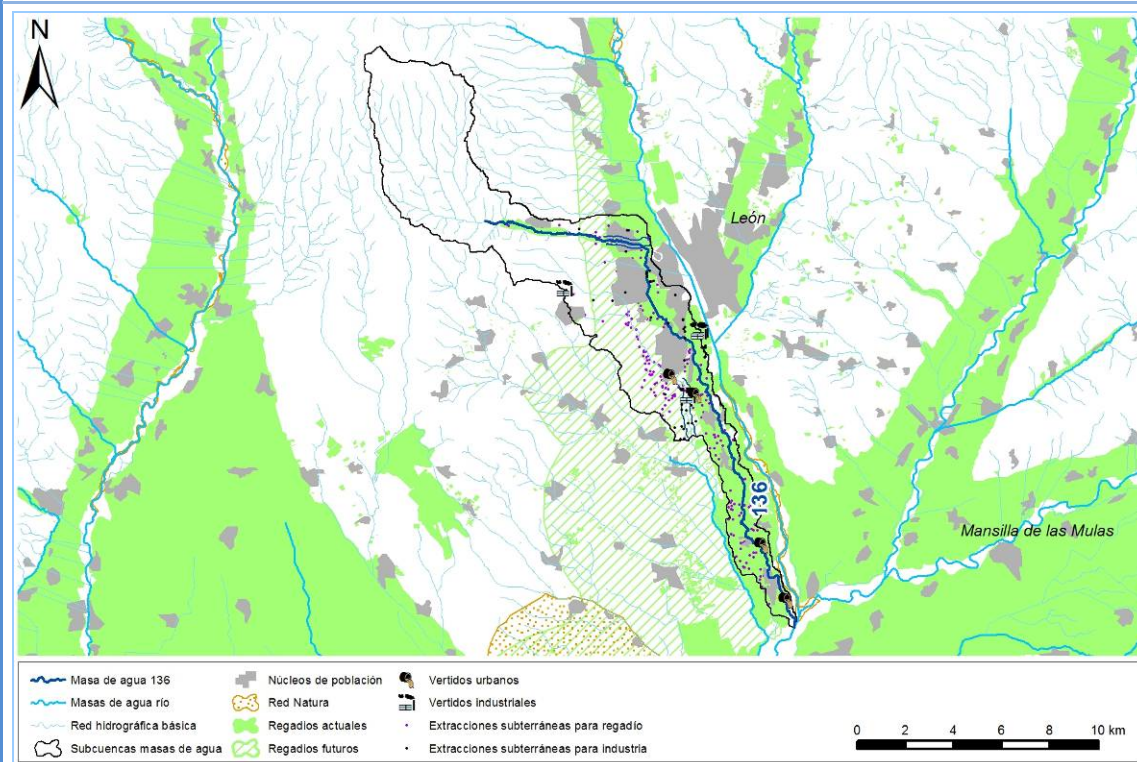 N
León
136
Mansilla de las Mulas
Masa de agua 136
Masas de agua río
Red hidrográfica básica
Subcuencas masas de agua
Núcleos de población
Red Natura
Regadíos actuales
Regadíos futuros
Vertidos urbanos
Vertidos industriales
Extracciones subterráneas para regadío
Extracciones subterráneas para industria
0 2 4 6 8 10 km